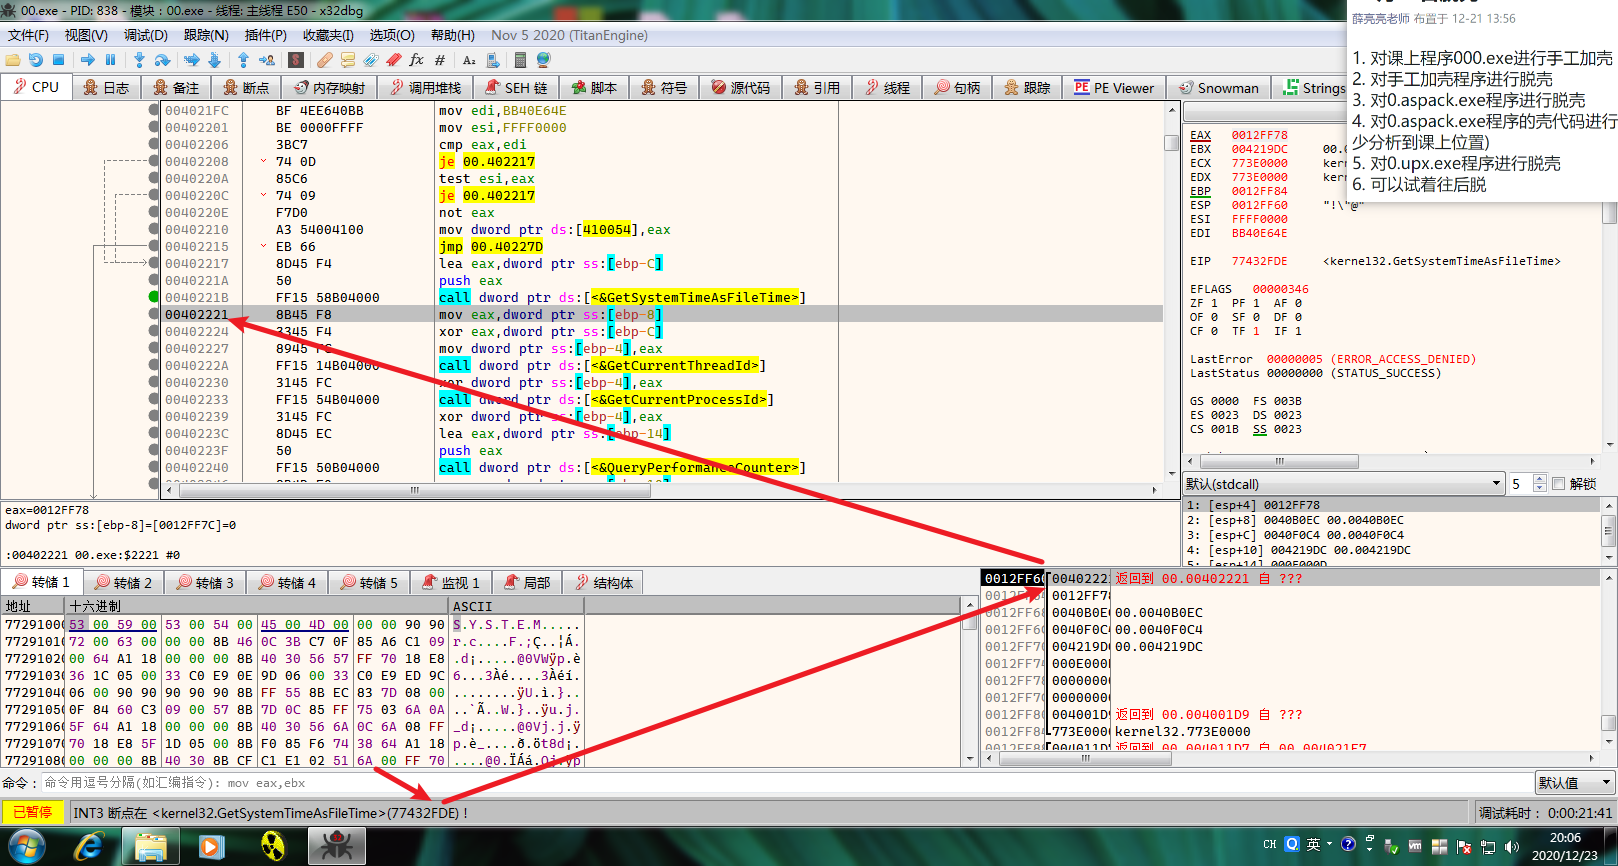 00.exe - PID: 838 - 模块: 00.exe - 线程: 主线程 E50 - x32dbg
文件(F) 视图(V) 调试(D) 跟踪(N) 插件(P) 收藏夹(I) 选项(O) 帮助(H) Nov 5 2020 (TitanEngine)
薛亮亮老师 布置于 12-21 13:56
1. 对课上程序000.exe进行手工加壳
2. 对手工加壳程序进行脱壳
3. 对0.aspack.exe程序进行脱壳
4. 对0.aspack.exe程序的壳代码进行
少分析到课上位置)
5. 对0.upx.exe程序进行脱壳
6. 可以试着往后脱
CPU 日志 备注 断点 内存映射 调用堆栈 SEH 链 脚本 符号 源代码 引用 线程 句柄 跟踪 PE Viewer Snowman Strings
004021FC BF 4EE640BB mov edi,BB40E64E
00402201 BE 0000FFFF mov esi,FFFF0000
00402206 3BC7 cmp eax,edi
00402208 74 0D je 00.402217
0040220A 85C6 test esi,eax
0040220C 74 09 je 00.402217
0040220E F7D0 not eax
00402210 A3 54004100 mov dword ptr ds:[410054],eax
00402215 EB 66 jmp 00.40227D
00402217 8D45 F4 lea eax,dword ptr ss:[ebp-C]
0040221A 50 push eax
0040221B FF15 58B04000 call dword ptr ds:[<&GetSystemTimeAsFileTime>]
00402221 8B45 F8 mov eax,dword ptr ss:[ebp-8]
00402224 3345 F4 xor eax,dword ptr ss:[ebp-C]
00402227 8945 FC mov dword ptr ss:[ebp-4],eax
0040222A FF15 14B04000 call dword ptr ds:[<&GetCurrentThreadId>]
00402230 3145 FC xor dword ptr ss:[ebp-4],eax
00402233 FF15 54B04000 call dword ptr ds:[<&GetCurrentProcessId>]
00402239 3145 FC xor dword ptr ss:[ebp-4],eax
0040223C 8D45 EC lea eax,dword ptr ss:[ebp-14]
0040223F 50 push eax
00402240 FF15 50B04000 call dword ptr ds:[<&QueryPerformanceCounter>]
EAX 0012FF78
EBX 004219DC 00.0
ECX 773E0000 kern
EDX 773E0000 kern
EBP 0012FF84
ESP 0012FF60 "!\"@"
ESI FFFF0000
EDI BB40E64E
EIP 77432FDE <kernel32.GetSystemTimeAsFileTime>
EFLAGS 00000346
ZF 1 PF 1 AF 0
OF 0 SF 0 DF 0
CF 0 TF 1 IF 1
LastError 00000005 (ERROR_ACCESS_DENIED)
LastStatus 00000000 (STATUS_SUCCESS)
GS 0000 FS 003B
ES 0023 DS 0023
CS 001B SS 0023
默认(stdcall) 5 解锁
1: [esp+4] 0012FF78
2: [esp+8] 0040B0EC 00.0040B0EC
3: [esp+C] 0040F0C4 00.0040F0C4
4: [esp+10] 004219DC 00.004219DC
5: [esp+14] 000E000D
eax=0012FF78
dword ptr ss:[ebp-8]=[0012FF7C]=0
:00402221 00.exe:$2221 #0
转储 1 转储 2 转储 3 转储 4 转储 5 监视 1 局部 结构体
地址 十六进制 ASCII
77291000 53 00 59 00 53 00 54 00 45 00 4D 00 00 00 90 90 S.Y.S.T.E.M.....
77291010 72 00 63 00 00 00 8B 46 0C 3B C7 0F 85 A6 C1 09 r.c....F.;Ç..¦Á.
77291020 00 64 A1 18 00 00 00 8B 40 30 56 57 FF 70 18 E8 .d¡.....@0VWÿp.è
77291030 36 1C 05 00 33 C0 E9 0E 9D 06 00 33 C0 E9 ED 9C 6...3Àé....3Àéí.
77291040 06 00 90 90 90 90 90 8B FF 55 8B EC 83 7D 08 00 ........ÿU.ì.}..
77291050 0F 84 60 C3 09 00 57 8B 7D 0C 85 FF 75 03 6A 0A ..`Ã..W.}..ÿu.j.
77291060 5F 64 A1 18 00 00 00 8B 40 30 56 6A 0C 6A 08 FF _d¡.....@0Vj.j.ÿ
77291070 70 18 E8 5F 1D 05 00 8B F0 85 F6 74 38 64 A1 18 p.è_....ð.öt8d¡.
77291080 00 00 00 8B 40 30 8B CF C1 E1 02 51 6A 00 FF 70 ....@0.ÏÁá.Qj.ÿp
0012FF60 00402221 返回到 00.00402221 自 ???
0012FF78
0012FF68 0040B0EC 00.0040B0EC
0012FF6C 0040F0C4 00.0040F0C4
0012FF70 004219DC 00.004219DC
0012FF74 000E000D
0012FF78 00000000
0012FF7C 00000000
0012FF80 004001D9 返回到 00.004001D9 自 ???
0012FF84 773E0000 kernel32.773E0000
0012FF88 004011D7 返回到 00.004011D7 自 00.004021E7
命令: 命令用逗号分隔(如汇编指令): mov eax,ebx 默认值
已暂停 INT3 断点在 <kernel32.GetSystemTimeAsFileTime>(77432FDE)！ 调试耗时: 0:00:21:41
CH 英 20:06
2020/12/23